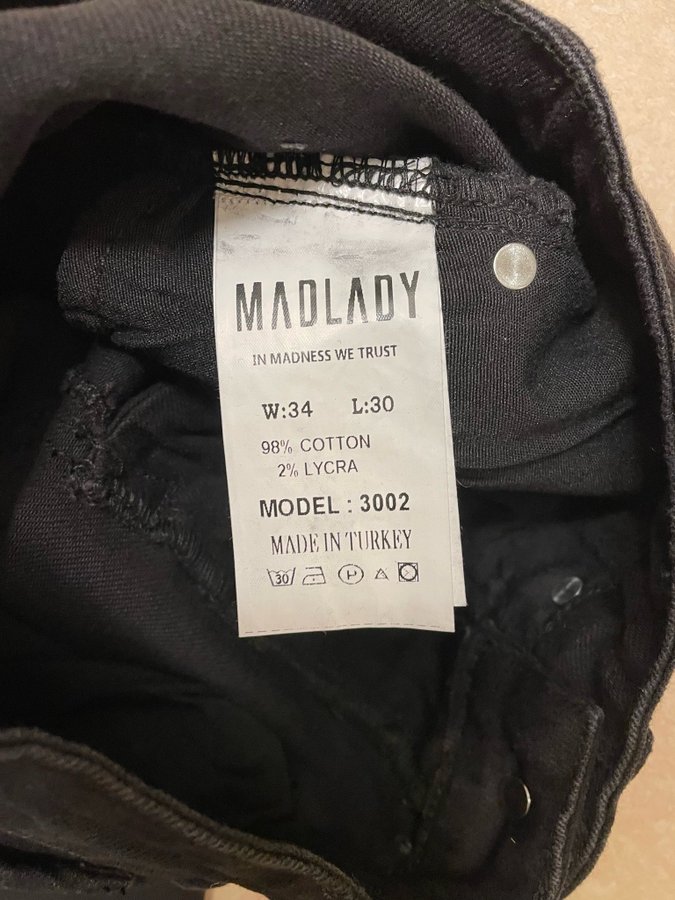 MADLADY
IN MADNESS WE TRUST
W:34 L:30
98% COTTON
2% LYCRA
MODEL : 3002
MADE IN TURKEY
30 P